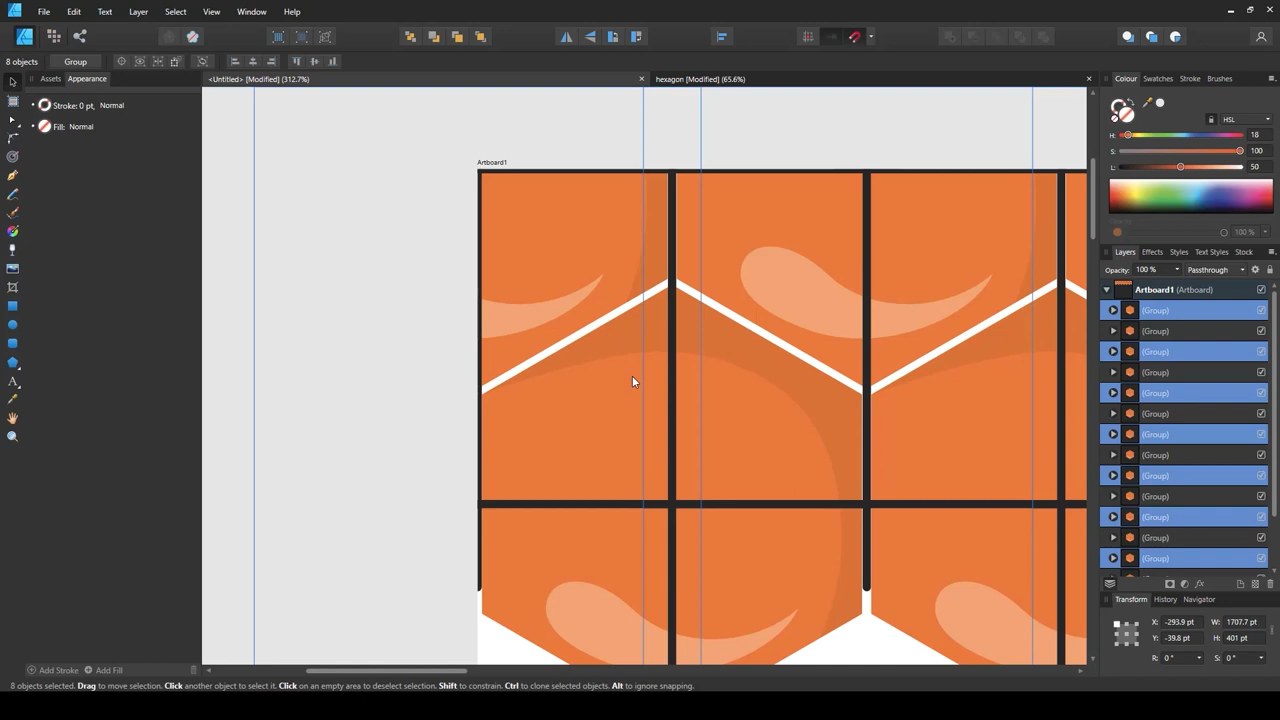 File Edit Text Layer Select View Window Help
8 objects Group
Assets Appearance
<Untitled> [Modified] (312.7%)
hexagon [Modified] (65.6%)
Colour Swatches Stroke Brushes
Stroke: 0 pt, Normal
Fill: Normal
HSL
H: 18
S: 100
L: 50
Opacity
100 %
Artboard1
Layers Effects Styles Text Styles Stock
Opacity: 100 % Passthrough
Artboard1 (Artboard)
(Group)
(Group)
(Group)
(Group)
(Group)
(Group)
(Group)
(Group)
(Group)
(Group)
(Group)
(Group)
(Group)
Transform History Navigator
X: -293.9 pt W: 1707.7 pt
Y: -39.8 pt H: 401 pt
R: 0 ° S: 0 °
Add Stroke Add Fill
8 objects selected. Drag to move selection. Click another object to select it. Click on an empty area to deselect selection. Shift to constrain. Ctrl to clone selected objects. Alt to ignore snapping.